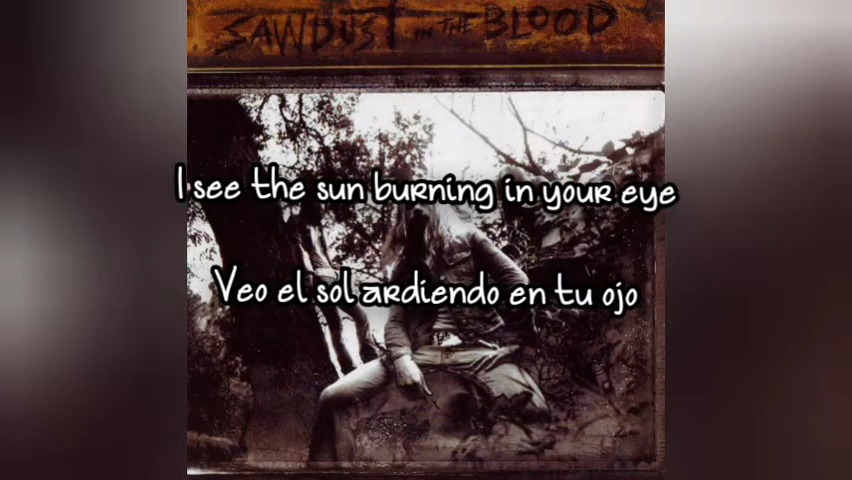 SAWDUST IN THE BLOOD
I see the sun burning in your eye
Veo el sol ardiendo en tu ojo